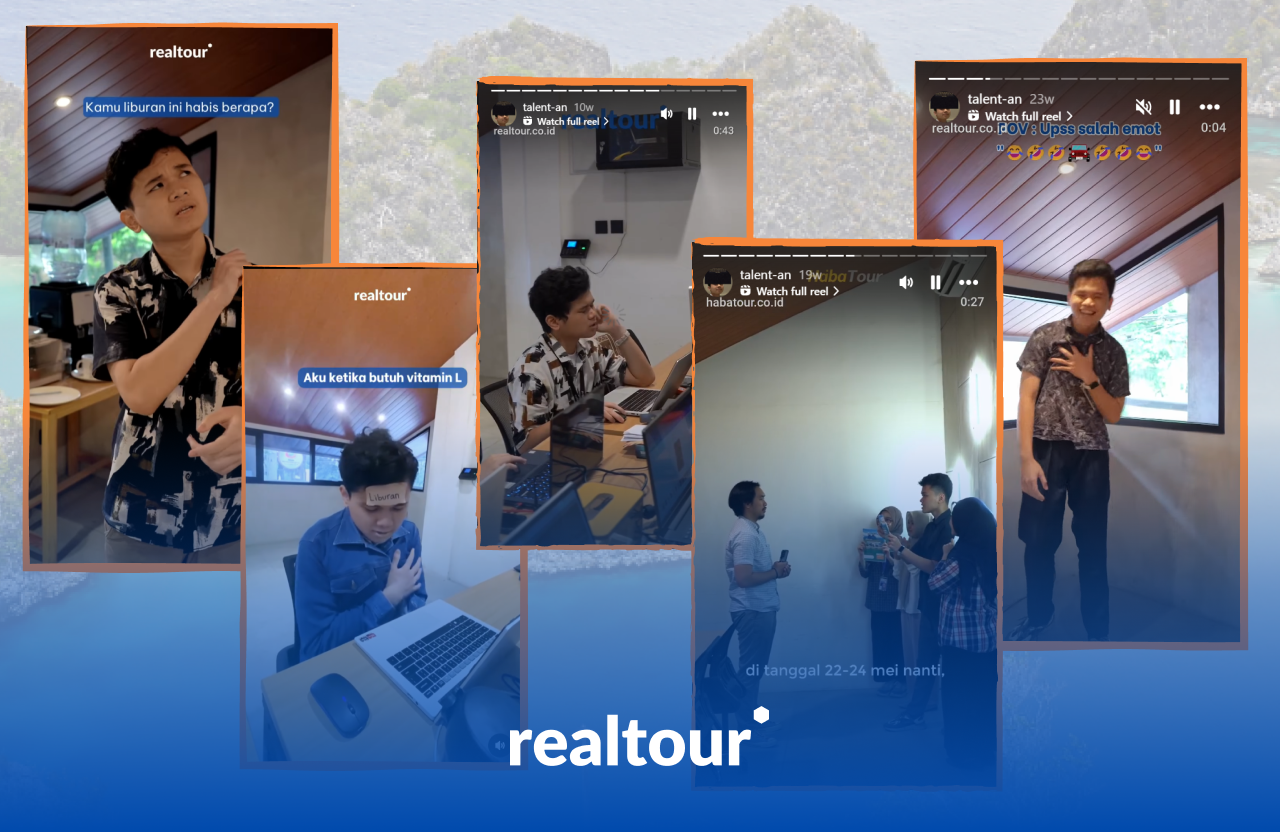 realtour
Kamu liburan ini habis berapa?
realtour
Aku ketika butuh vitamin L
Liburan
talent-an 10w
Watch full reel
realtour.co.id
0:43
realtour
talent-an 19w
Watch full reel
habatour.co.id
0:27
HabaTour
di tanggal 22-24 mei nanti,
talent-an 23w
Watch full reel
realtour.co.id
0:04
POV : Upss salah emot
"😂🤣🤣🚘🤣🤣😂"
realtour